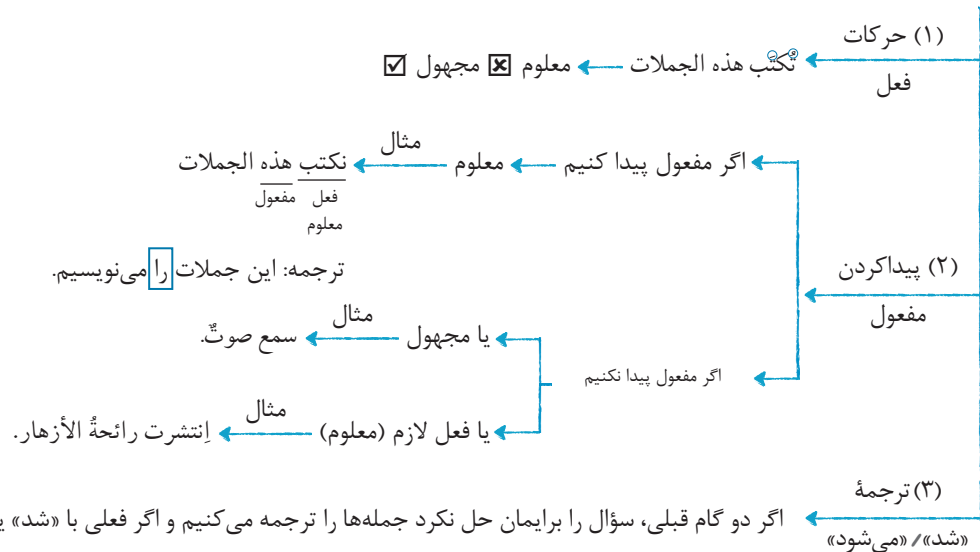 (۱) حرکات
فعل
تُکتَب هذه الجملات معلوم ☒ مجهول ☑
(۲) پیداکردن
مفعول
اگر مفعول پیدا کنیم معلوم مثال نکتب هذه الجملات
فعل مفعول
معلوم
ترجمه: این جملات را می‌نویسیم.
اگر مفعول پیدا نکنیم
یا مجهول مثال سمع صوتٌ.
یا فعل لازم (معلوم) مثال اِنتشرت رائحةُ الأزهار.
(۳) ترجمهٔ
«شد»/ «می‌شود»
اگر دو گام قبلی، سؤال را برایمان حل نکرد جمله‌ها را ترجمه می‌کنیم و اگر فعلی با «شد»